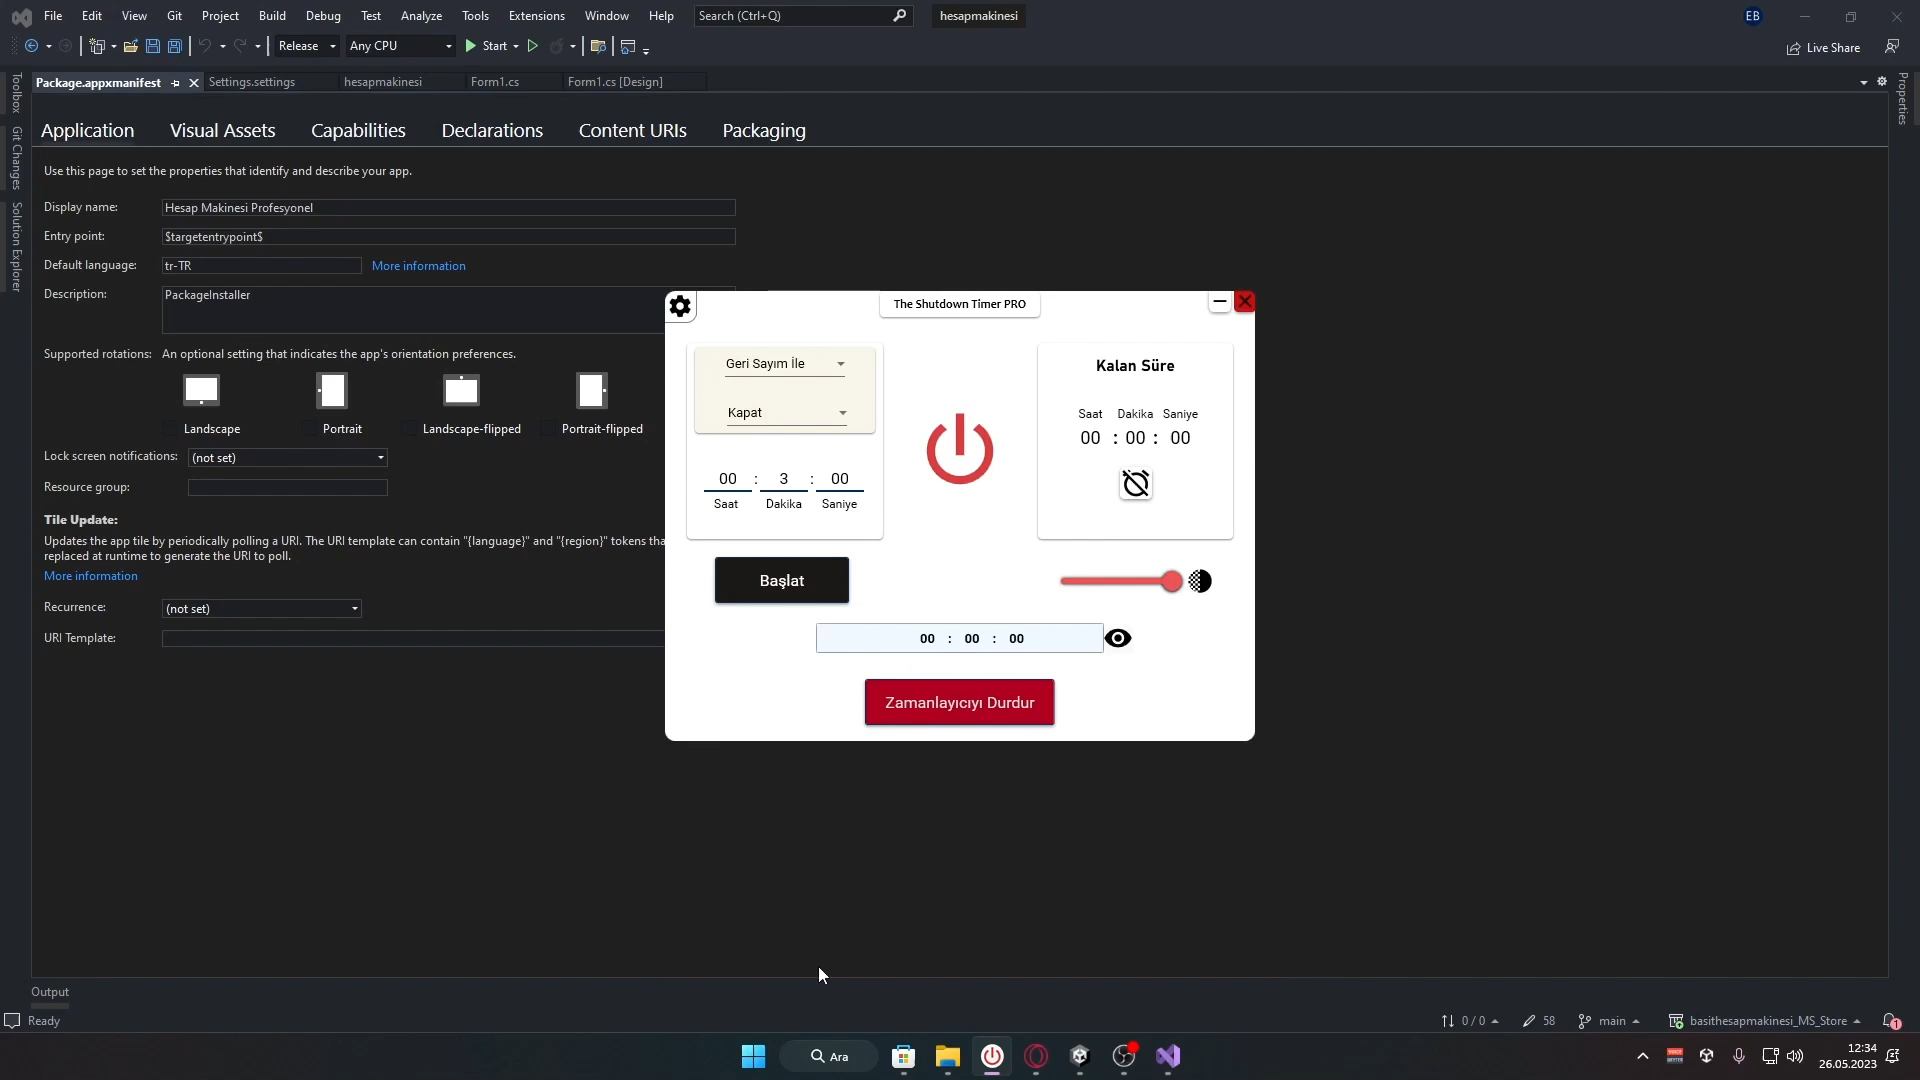 File Edit View Git Project Build Debug Test Analyze Tools Extensions Window Help Search (Ctrl+Q) hesapmakinesi EB
Release Any CPU Start Live Share
Package.appxmanifest Settings.settings hesapmakinesi Form1.cs Form1.cs [Design]
Toolbox
Git Changes
Solution Explorer
Properties
Application Visual Assets Capabilities Declarations Content URIs Packaging
Use this page to set the properties that identify and describe your app.
Display name: Hesap Makinesi Profesyonel
Entry point: $targetentrypoint$
Default language: tr-TR More information
Description: PackageInstaller
Supported rotations: An optional setting that indicates the app's orientation preferences.
Landscape Portrait Landscape-flipped Portrait-flipped
Lock screen notifications: (not set)
Resource group:
Tile Update:
Updates the app tile by periodically polling a URI. The URI template can contain "{language}" and "{region}" tokens tha
replaced at runtime to generate the URI to poll.
More information
Recurrence: (not set)
URI Template:
The Shutdown Timer PRO
Geri Sayım İle
Kapat
00 : 3 : 00
Saat Dakika Saniye
Kalan Süre
Saat Dakika Saniye
00 : 00 : 00
Başlat
00 : 00 : 00
Zamanlayıcıyı Durdur
Output
Ready 0 / 0 58 main basithesapmakinesi_MS_Store 1
Ara
12:34
26.05.2023